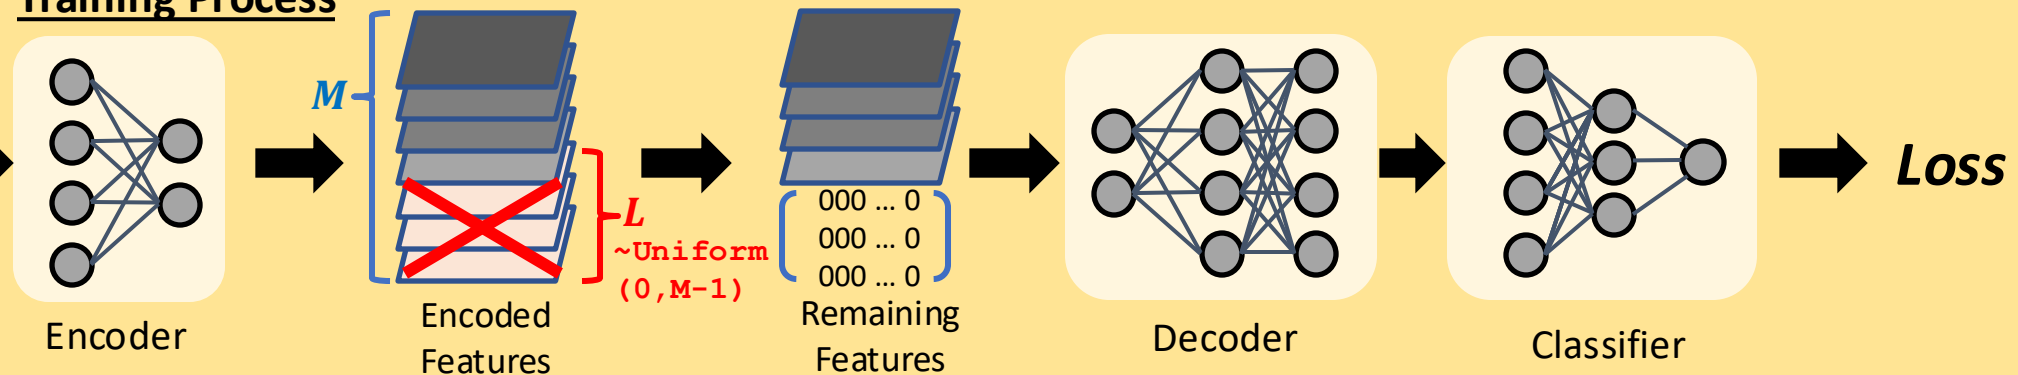 Training Process
M
L
~Uniform
(0,M-1)
000 ... 0
000 ... 0
000 ... 0
Loss
Encoder
Encoded
Features
Remaining
Features
Decoder
Classifier